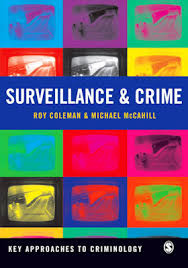 SURVEILLANCE & CRIME
ROY COLEMAN & MICHAEL McCAHILL
KEY APPROACHES TO CRIMINOLOGY
SAGE